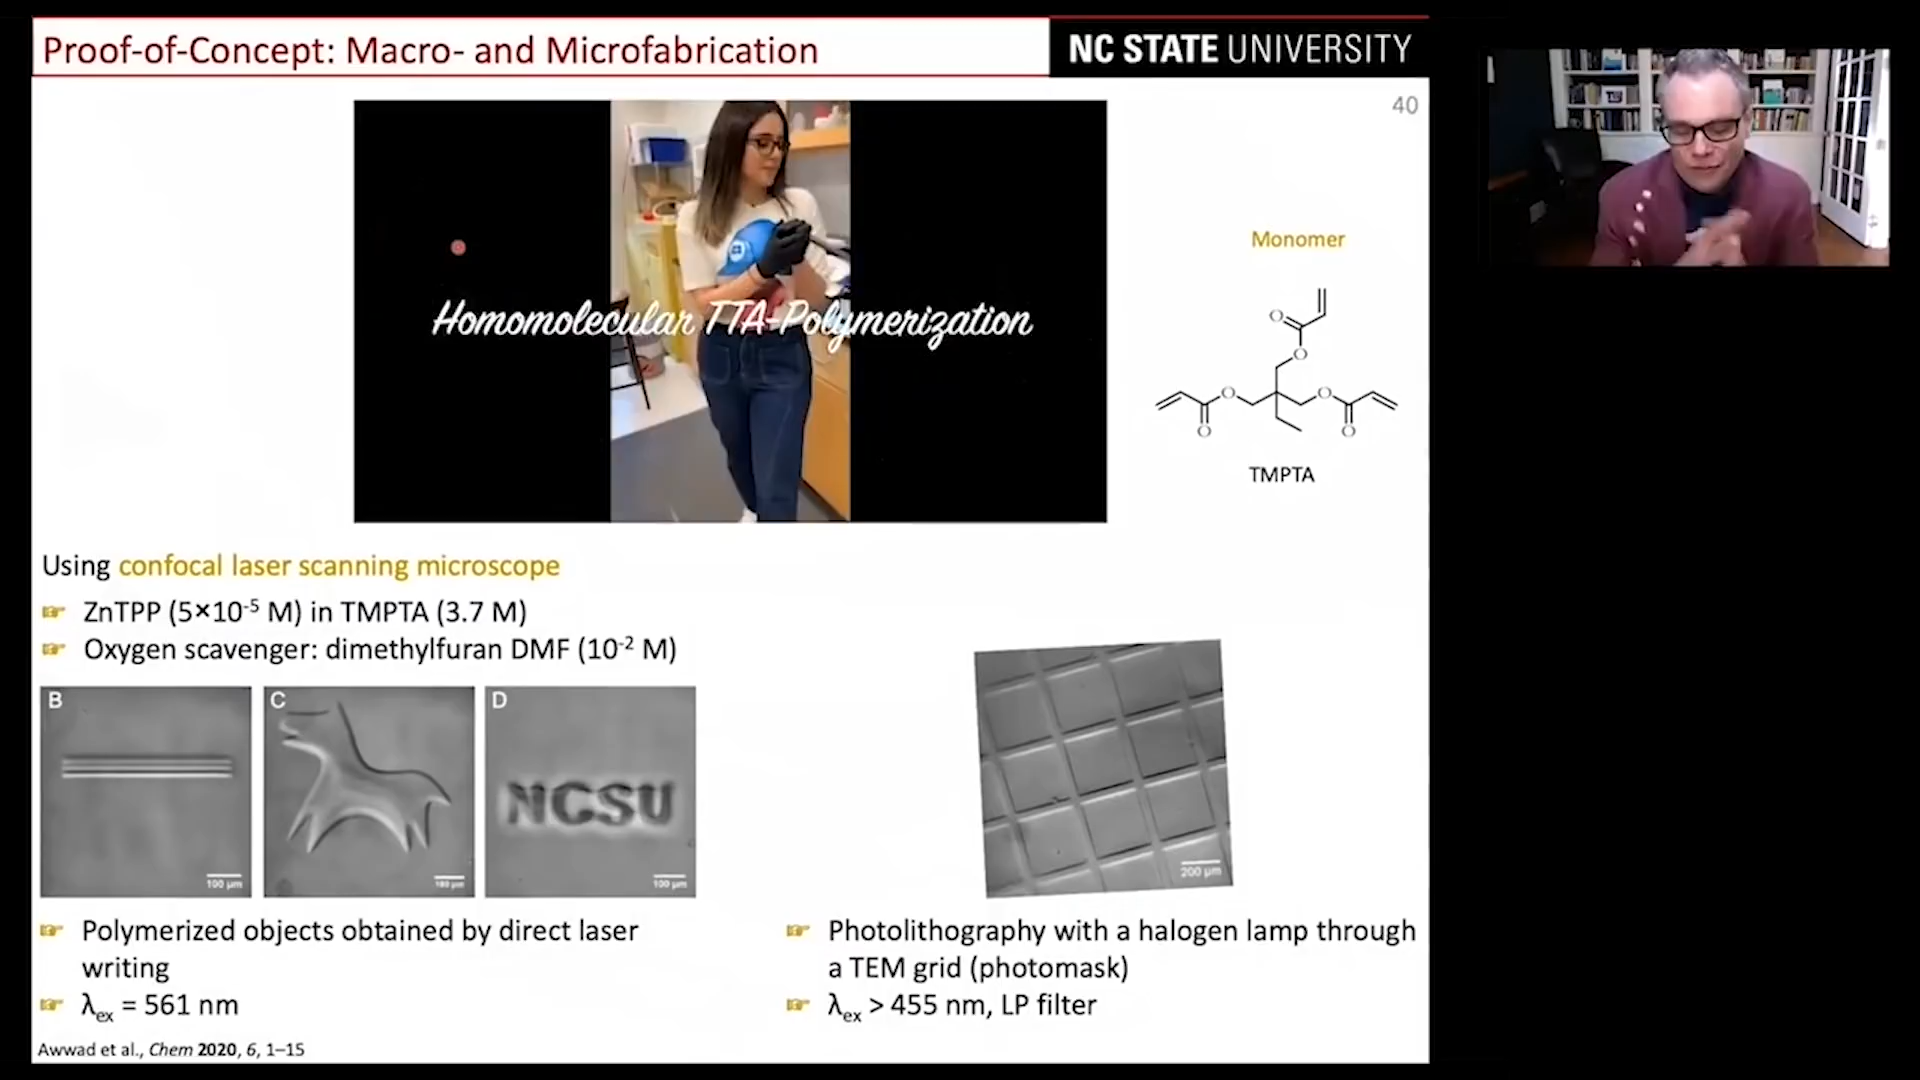 Proof-of-Concept: Macro- and Microfabrication
NC STATE UNIVERSITY
40
Homomolecular TTA-Polymerization
Monomer
O
O
O
O
O
O
TMPTA
Using confocal laser scanning microscope
ZnTPP (5×10⁻⁵ M) in TMPTA (3.7 M)
Oxygen scavenger: dimethylfuran DMF (10⁻² M)
B
C
D
NCSU
100 µm
100 µm
100 µm
200 µm
Polymerized objects obtained by direct laser
writing
λex = 561 nm
Photolithography with a halogen lamp through
a TEM grid (photomask)
λex > 455 nm, LP filter
Awwad et al., Chem 2020, 6, 1–15